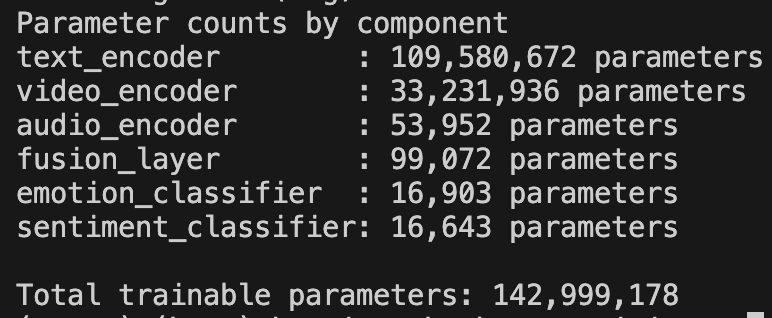 Parameter counts by component
text_encoder        : 109,580,672 parameters
video_encoder       : 33,231,936 parameters
audio_encoder       : 53,952 parameters
fusion_layer        : 99,072 parameters
emotion_classifier  : 16,903 parameters
sentiment_classifier: 16,643 parameters
Total trainable parameters: 142,999,178